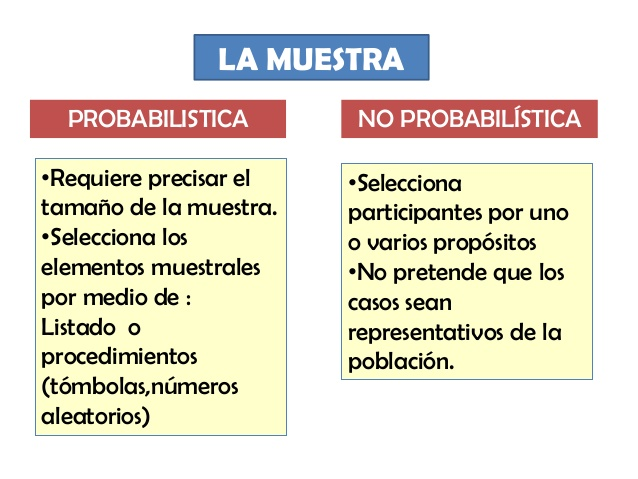 LA MUESTRA
PROBABILISTICA
•Requiere precisar el
tamaño de la muestra.
•Selecciona los
elementos muestrales
por medio de :
Listado o
procedimientos
(tómbolas,números
aleatorios)
NO PROBABILÍSTICA
•Selecciona
participantes por uno
o varios propósitos
•No pretende que los
casos sean
representativos de la
población.